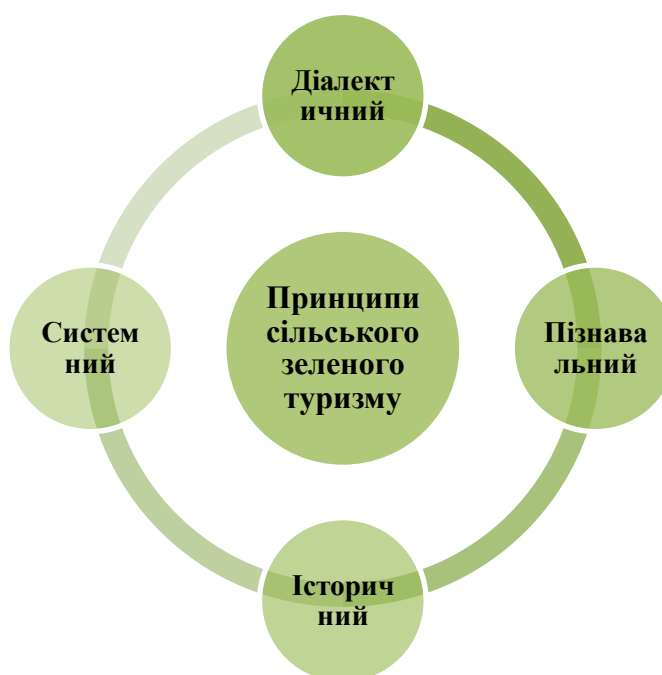 Діалект
ичний
Принципи
сільського
зеленого
туризму
Систем
ний
Пізнава
льний
Історич
ний